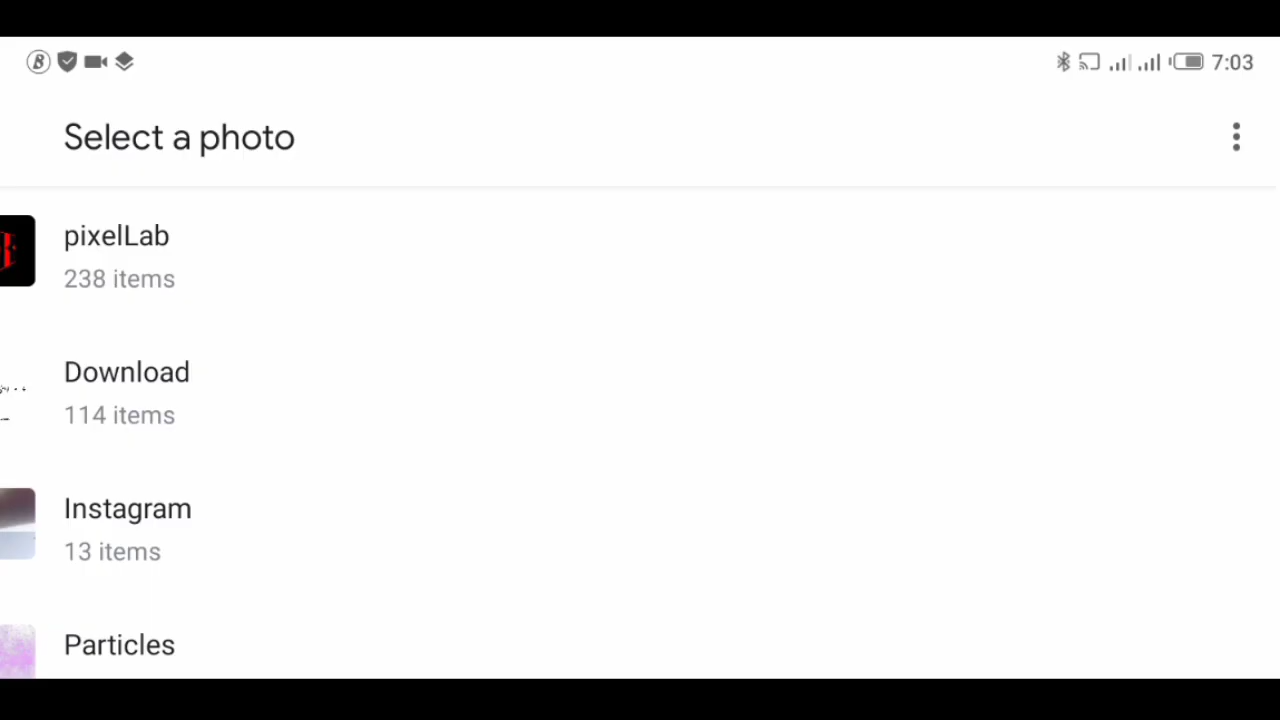 7:03
Select a photo
pixelLab
238 items
Download
114 items
Instagram
13 items
Particles